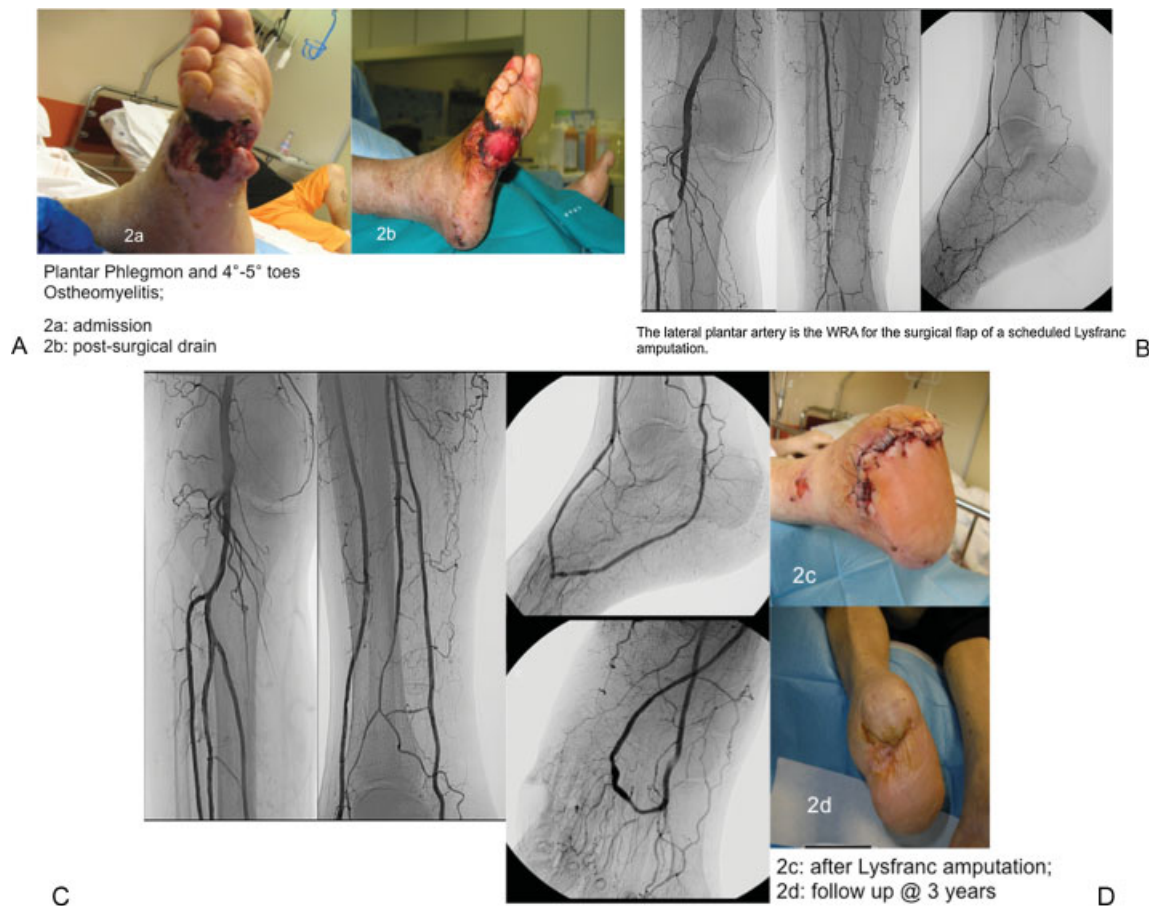 2a
2b
Plantar Phlegmon and 4°-5° toes
Ostheomyelitis;
2a: admission
2b: post-surgical drain
A
The lateral plantar artery is the WRA for the surgical flap of a scheduled Lysfranc
amputation.
B
2c
2d
2c: after Lysfranc amputation;
2d: follow up @ 3 years
C
D